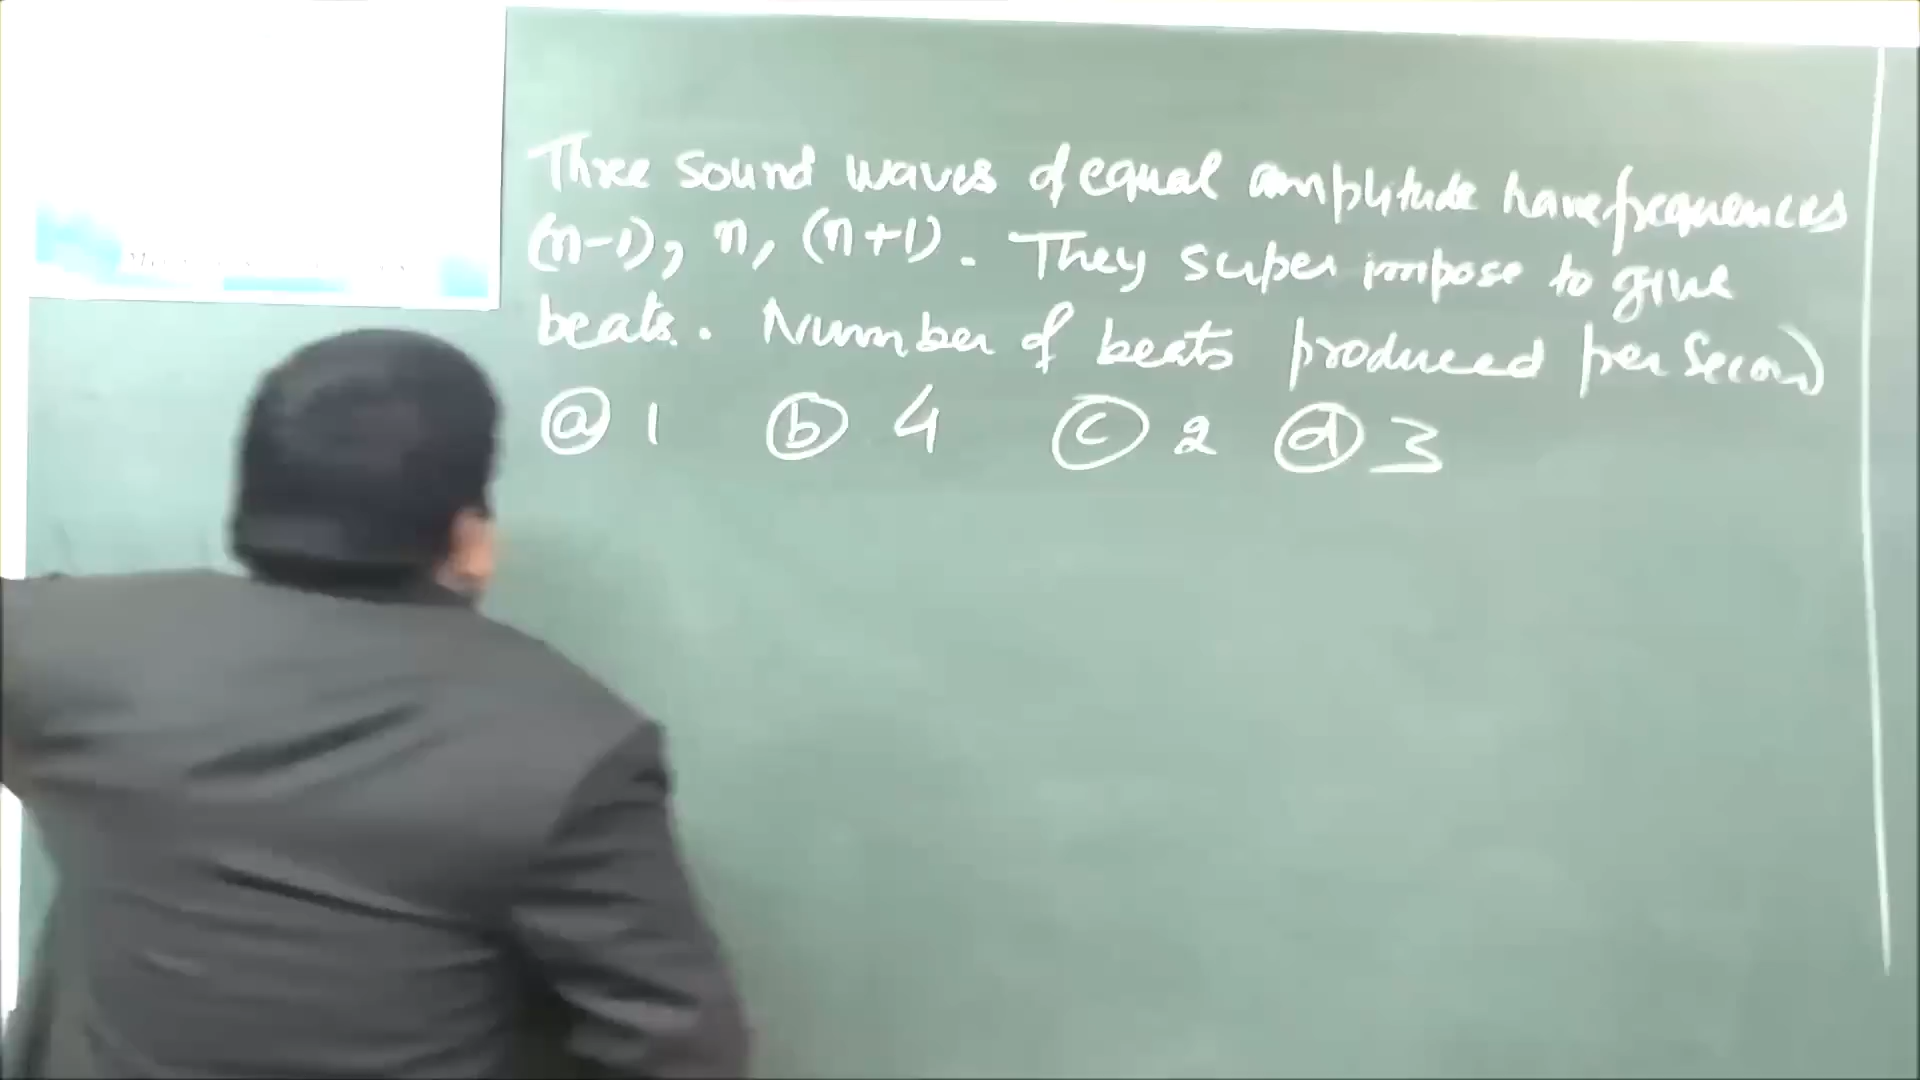 Three sound waves of equal amplitude have frequencies
(n-1), n, (n+1). They super impose to give
beats. Number of beats produced per second
ⓐ 1 ⓑ 4 ⓒ 2 ⓓ 3